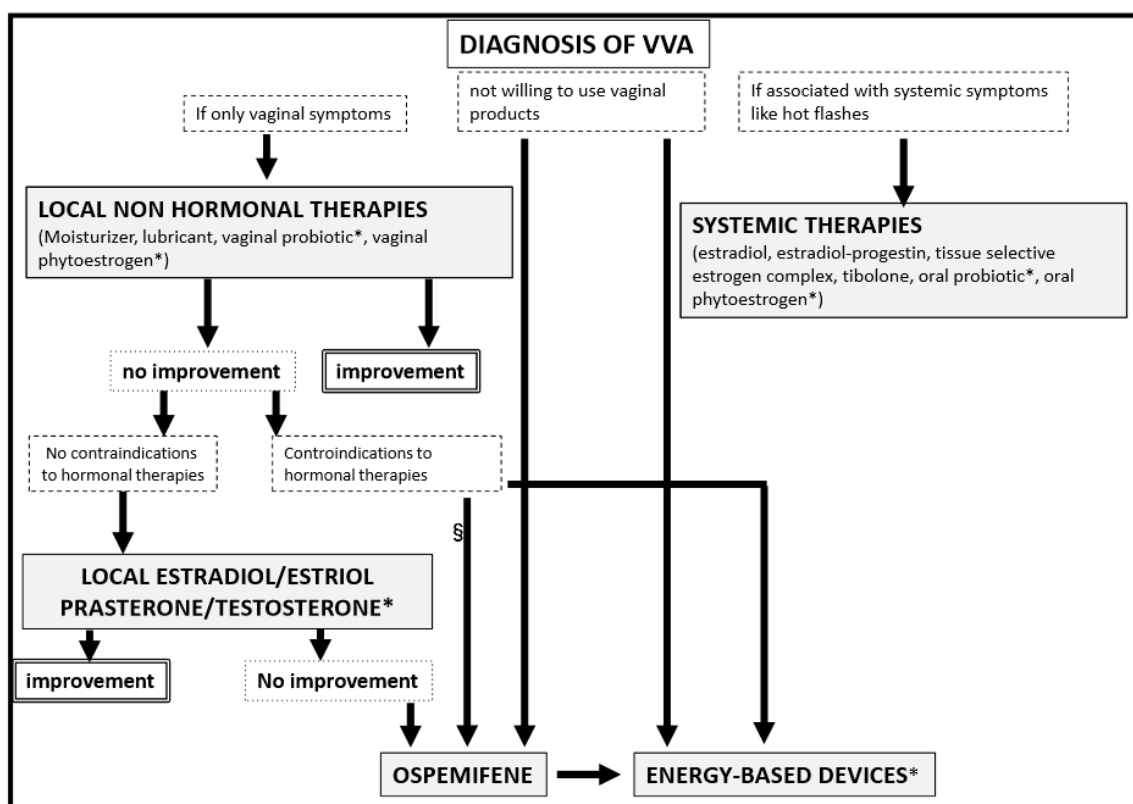 DIAGNOSIS OF VVA
If only vaginal symptoms
not willing to use vaginal
products
If associated with systemic symptoms
like hot flashes
LOCAL NON HORMONAL THERAPIES
(Moisturizer, lubricant, vaginal probiotic*, vaginal
phytoestrogen*)
SYSTEMIC THERAPIES
(estradiol, estradiol-progestin, tissue selective
estrogen complex, tibolone, oral probiotic*, oral
phytoestrogen*)
no improvement
improvement
No contraindications
to hormonal therapies
Controindications to
hormonal therapies
§
LOCAL ESTRADIOL/ESTRIOL
PRASTERONE/TESTOSTERONE*
improvement
No improvement
OSPEMIFENE
ENERGY-BASED DEVICES*